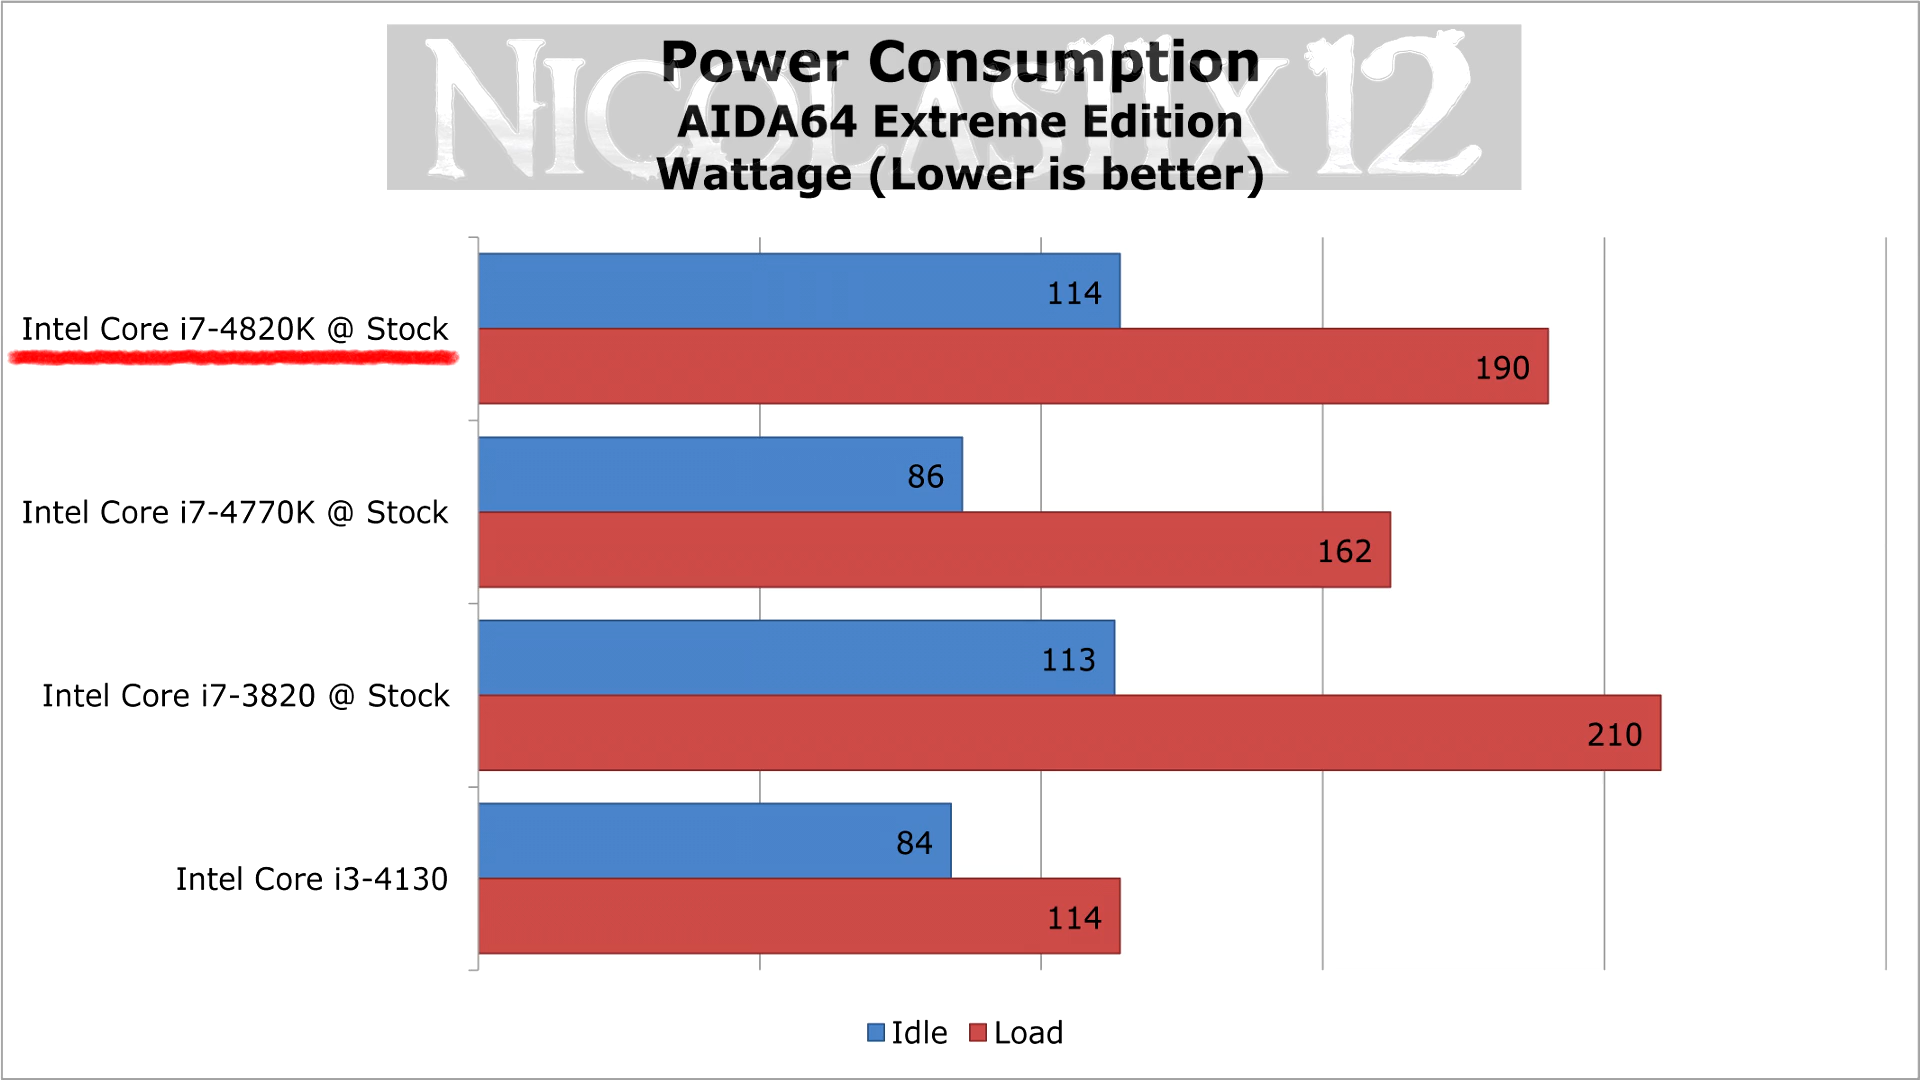 Nicolas11x12
Power Consumption
AIDA64 Extreme Edition
Wattage (Lower is better)
Intel Core i7-4820K @ Stock
114
190
Intel Core i7-4770K @ Stock
86
162
Intel Core i7-3820 @ Stock
113
210
Intel Core i3-4130
84
114
Idle
Load